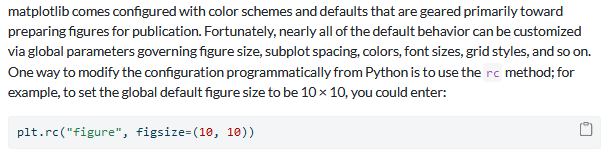 matplotlib comes configured with color schemes and defaults that are geared primarily toward
preparing figures for publication. Fortunately, nearly all of the default behavior can be customized
via global parameters governing figure size, subplot spacing, colors, font sizes, grid styles, and so on.
One way to modify the configuration programmatically from Python is to use the rc method; for
example, to set the global default figure size to be 10 × 10, you could enter:
plt.rc("figure", figsize=(10, 10))